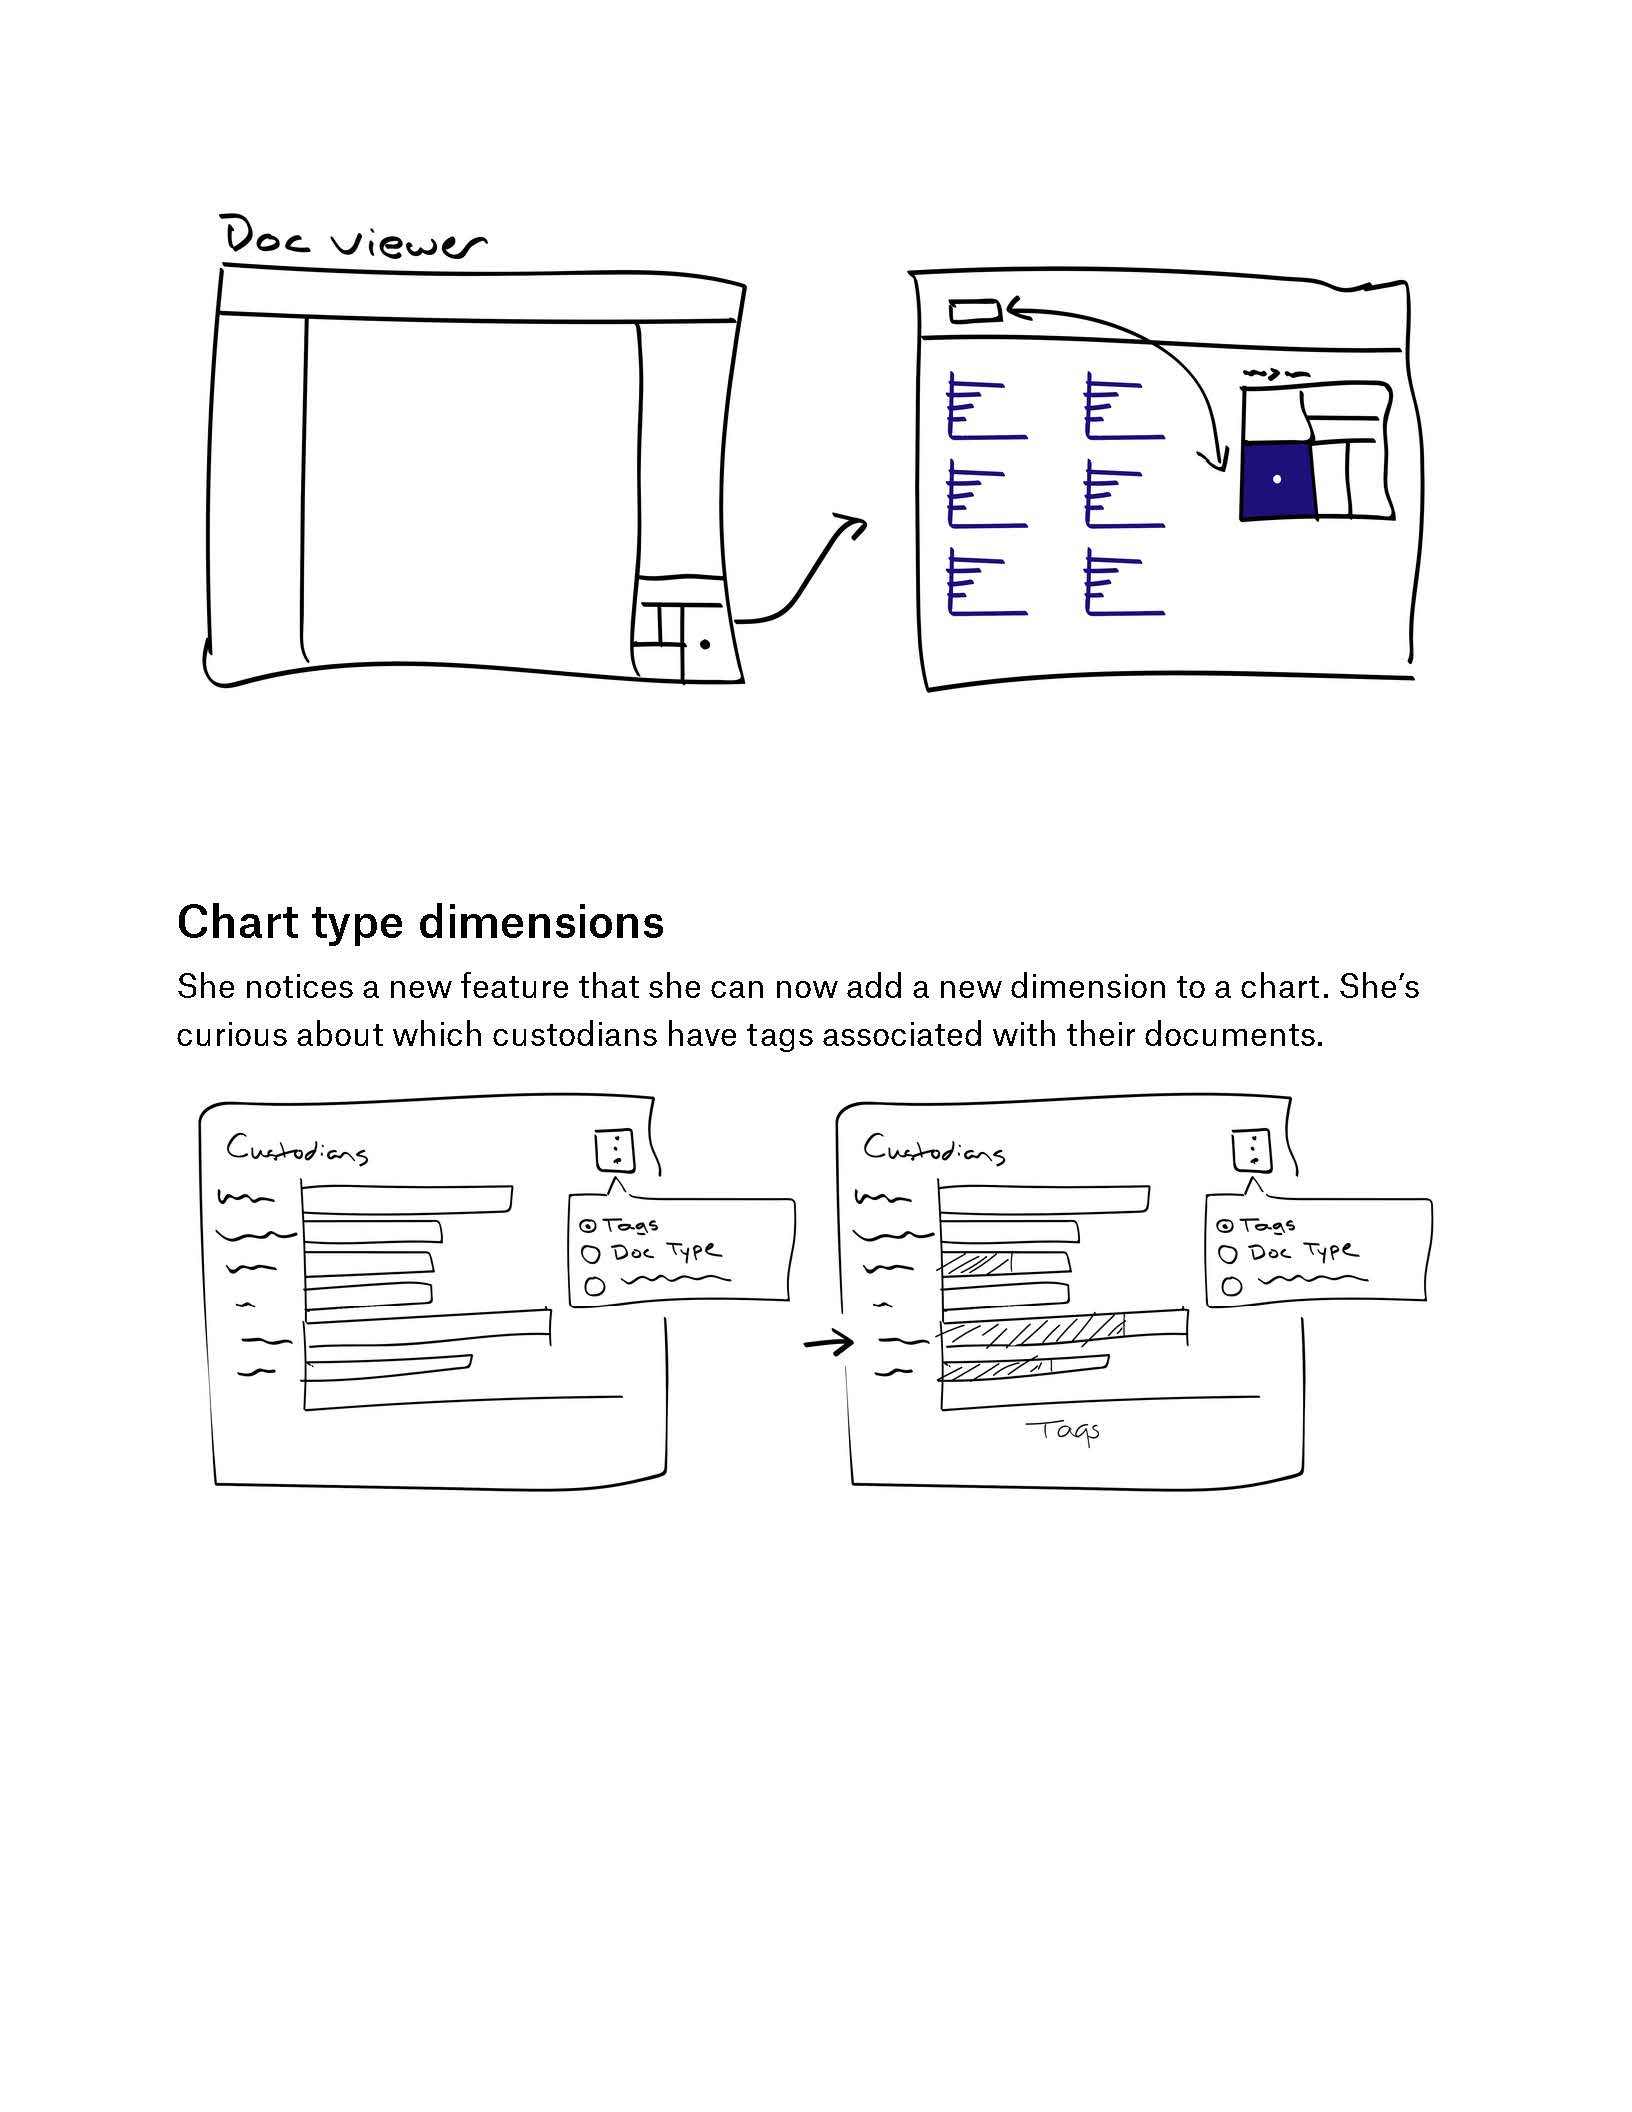 Doc viewer
Chart type dimensions
She notices a new feature that she can now add a new dimension to a chart. She’s
curious about which custodians have tags associated with their documents.
Custodians
Tags
Doc Type
Custodians
Tags
Doc Type
Tags